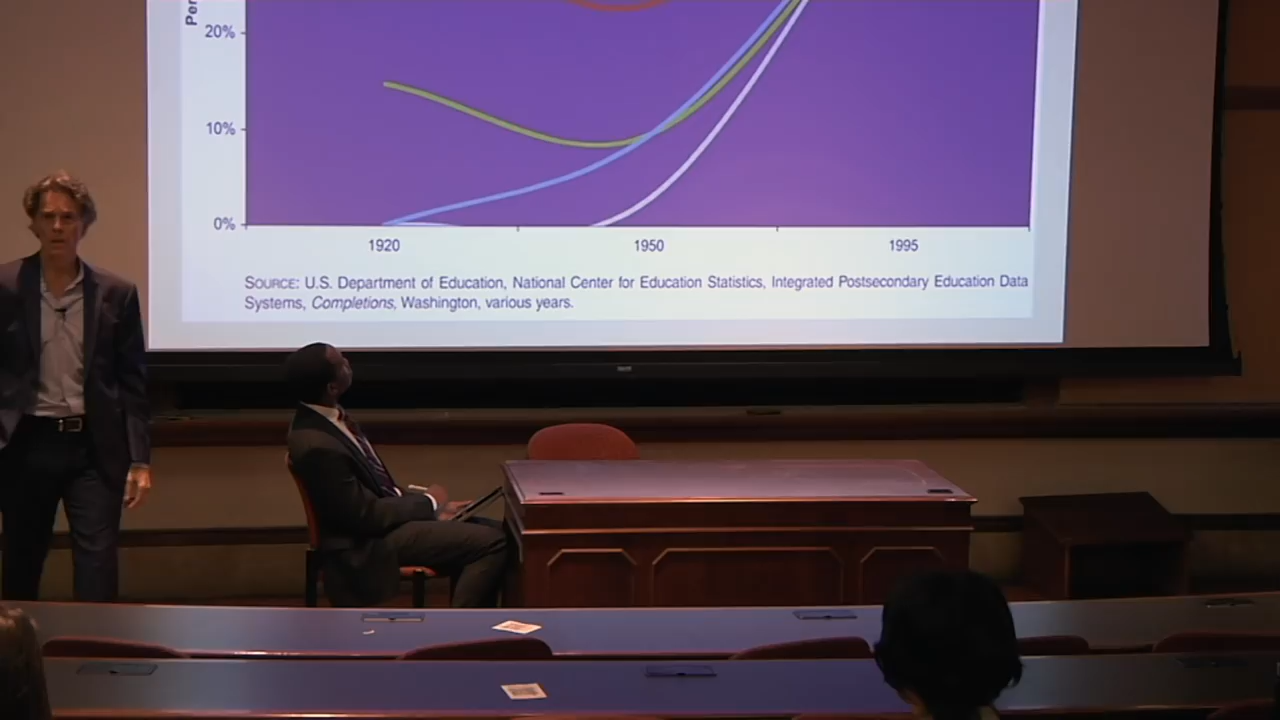 20%
10%
0%
1920 1950 1995
SOURCE: U.S. Department of Education, National Center for Education Statistics, Integrated Postsecondary Education Data
Systems, Completions, Washington, various years.